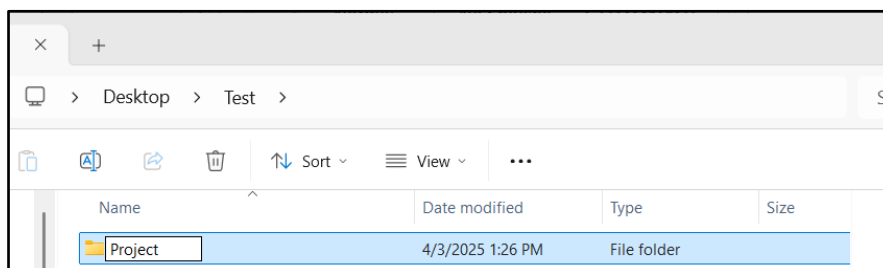 Desktop > Test >
Sort View
Name Date modified Type Size
Project 4/3/2025 1:26 PM File folder